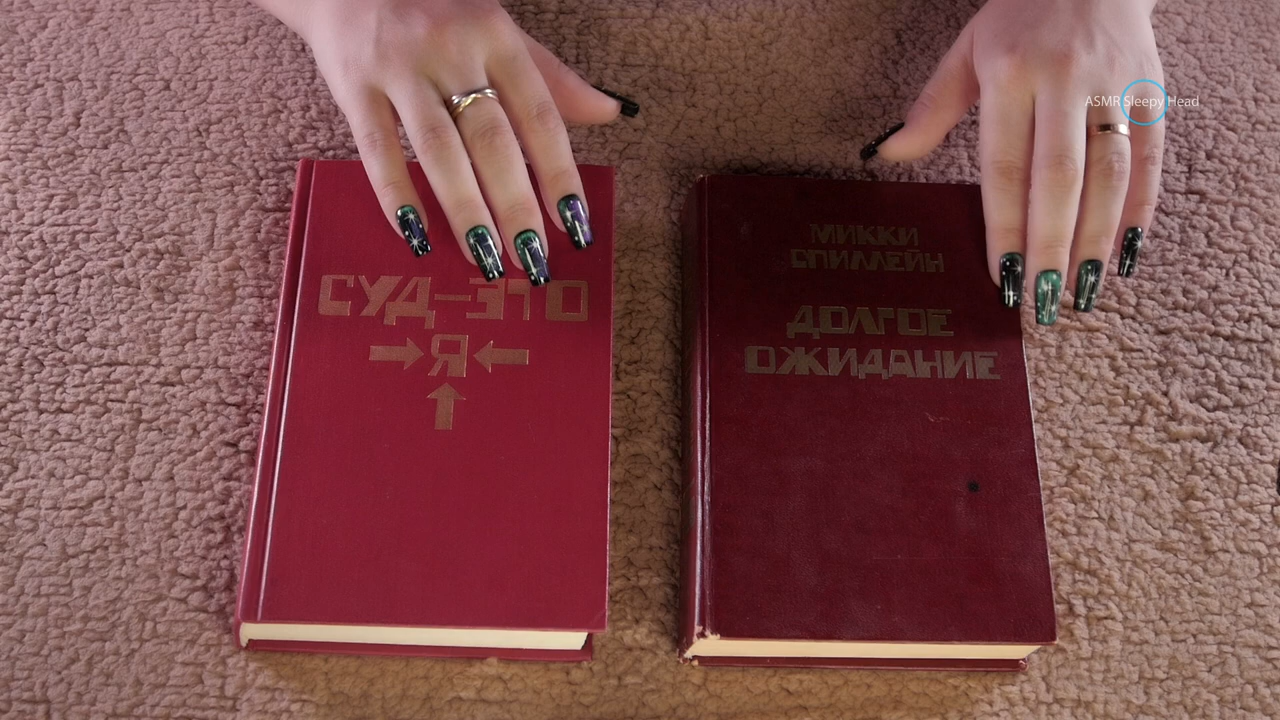 СУД—ЭТО
Я
МИККИ
СПИЛЛЕЙН
ДОЛГОЕ
ОЖИДАНИЕ
ASMR Sleepy Head